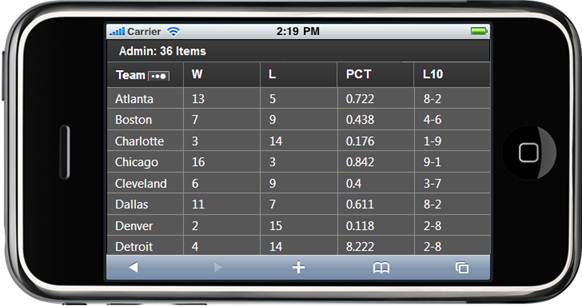 Carrier 2:19 PM
Admin: 36 Items
Team W L PCT L10
Atlanta 13 5 0.722 8-2
Boston 7 9 0.438 4-6
Charlotte 3 14 0.176 1-9
Chicago 16 3 0.842 9-1
Cleveland 6 9 0.4 3-7
Dallas 11 7 0.611 8-2
Denver 2 15 0.118 2-8
Detroit 4 14 8.222 2-8